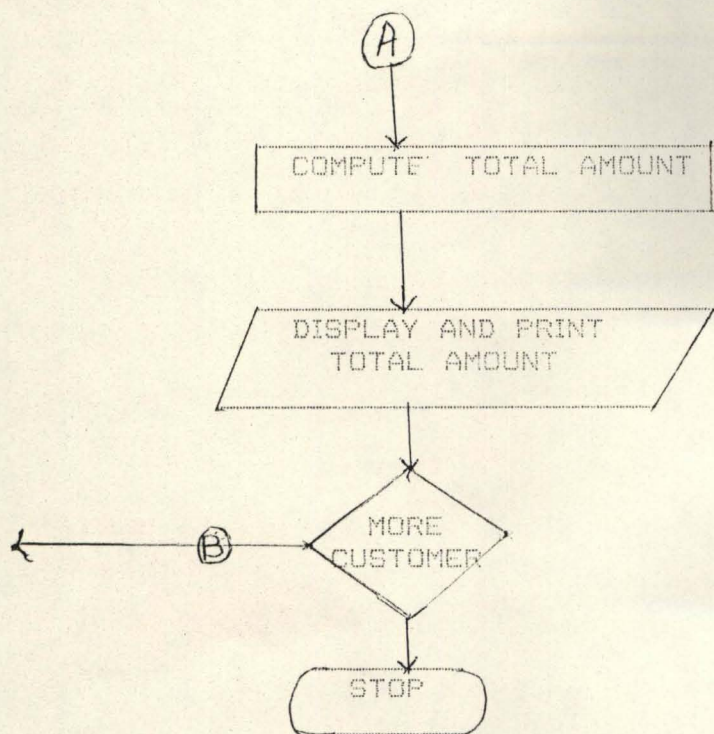 A
COMPUTE TOTAL AMOUNT
DISPLAY AND PRINT
TOTAL AMOUNT
MORE
B
CUSTOMER
STOP